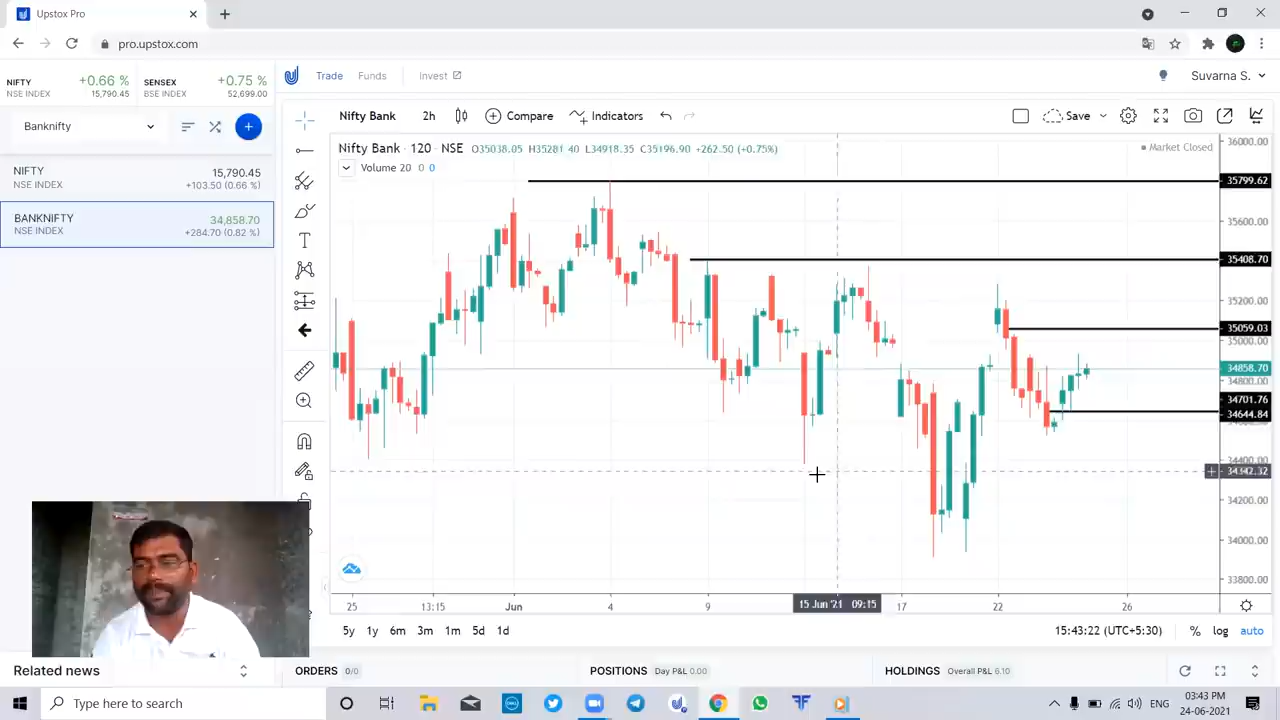 Upstox Pro
pro.upstox.com
NIFTY +0.66 % SENSEX +0.75 %
NSE INDEX 15,790.45 BSE INDEX 52,699.00
Trade Funds Invest Suvarna S.
Banknifty
Nifty Bank 2h Compare Indicators Save
NIFTY 15,790.45
NSE INDEX +103.50 (0.66 %)
BANKNIFTY 34,858.70
NSE INDEX +284.70 (0.82 %)
Nifty Bank · 120 · NSE O35038.05 H35281.40 L34918.35 C35196.90 +262.50 (+0.75%)
Market Closed
Volume 20 0 0
36000.00
35799.62
35600.00
35408.70
35200.00
35059.03
35000.00
34858.70
34800.00
34701.76
34644.84
34400.00
34342.32
34200.00
34000.00
33800.00
25 13:15 Jun 4 9 15 Jun '21 09:15 17 22 26
5y 1y 6m 3m 1m 5d 1d 15:43:22 (UTC+5:30) % log auto
Related news ORDERS 0/0 POSITIONS Day P&L 0.00 HOLDINGS Overall P&L 6.10
Type here to search
ENG
03:43 PM
24-06-2021